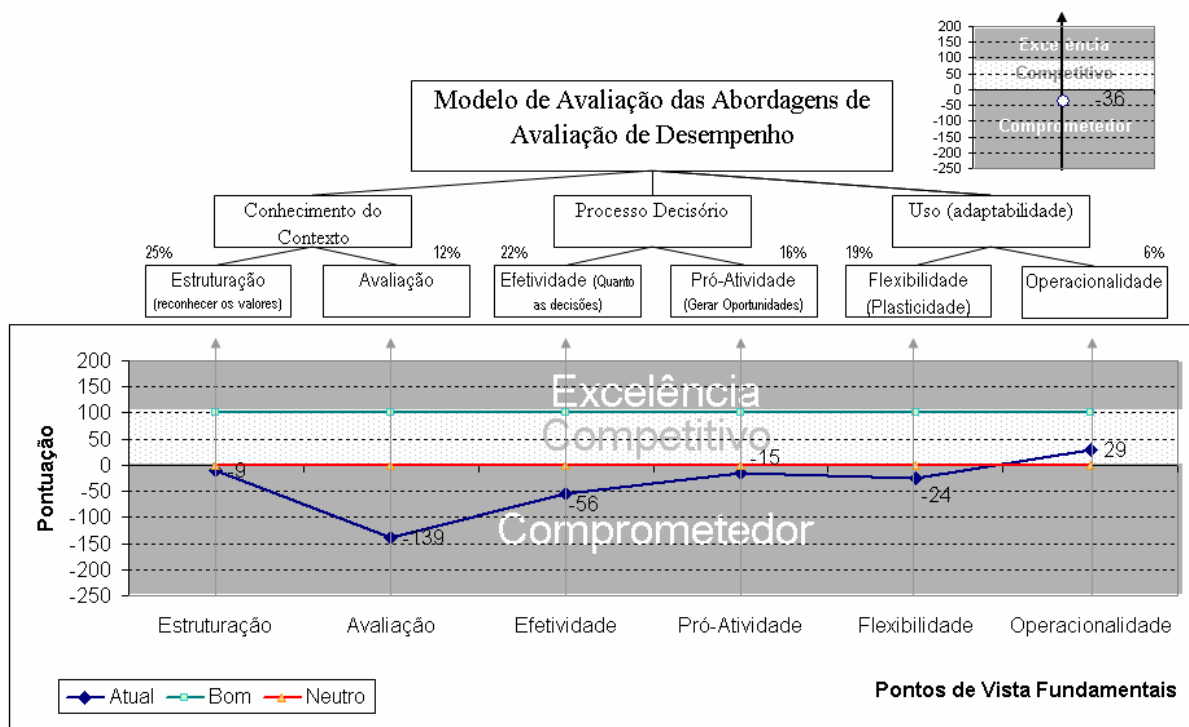 200
150
100
50
0
-50
-100
-150
-200
-250
Excelência
Competitivo
-36
Comprometedor
Modelo de Avaliação das Abordagens de
Avaliação de Desempenho
Conhecimento do
Contexto
Processo Decisório
Uso (adaptabilidade)
25%
12%
22%
16%
19%
6%
Estruturação
(reconhecer os valores)
Avaliação
Efetividade (Quanto
as decisões)
Pró-Atividade
(Gerar Oportunidades)
Flexibilidade
(Plasticidade)
Operacionalidade
Pontuação
200
150
100
50
0
-50
-100
-150
-200
-250
Excelência
Competitivo
Comprometedor
-9
-139
-56
-15
-24
29
Estruturação
Avaliação
Efetividade
Pró-Atividade
Flexibilidade
Operacionalidade
Atual
Bom
Neutro
Pontos de Vista Fundamentais